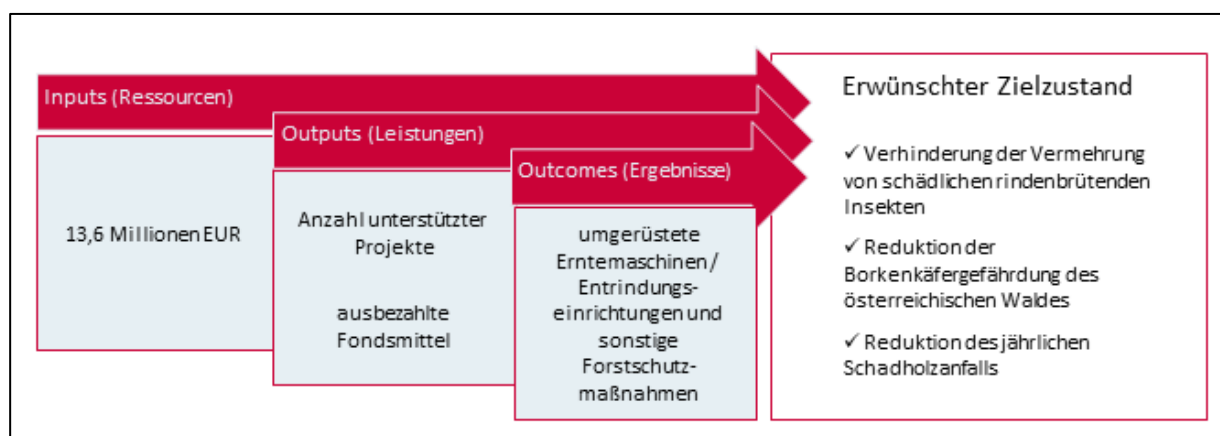 Inputs (Ressourcen)
13,6 Millionen EUR
Outputs (Leistungen)
Anzahl unterstützter
Projekte
ausbezahlte
Fondsmittel
Outcomes (Ergebnisse)
umgerüstete
Erntemaschinen /
Entrindungs-
einrichtungen und
sonstige
Forstschutz-
maßnahmen
Erwünschter Zielzustand
✓ Verhinderung der Vermehrung
von schädlichen rindenbrütenden
Insekten
✓ Reduktion der
Borkenkäfergefährdung des
österreichischen Waldes
✓ Reduktion des jährlichen
Schadholzanfalls